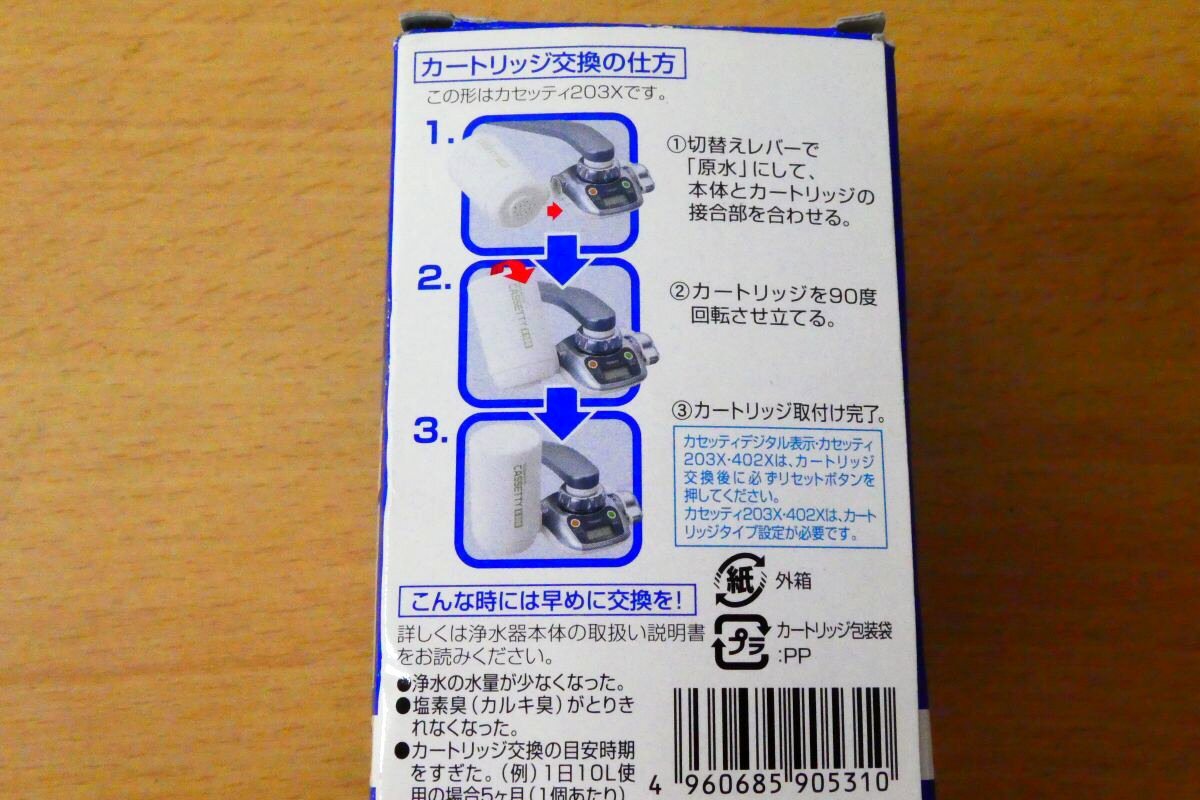 カートリッジ交換の仕方
この形はカセッティ203Xです。
1.
①切替えレバーで
「原水」にして、
本体とカートリッジの
接合部を合わせる。
2.
CASSETTY
②カートリッジを90度
回転させ立てる。
3.
CASSETTY
③カートリッジ取付け完了。
カセッティデジタル表示・カセッティ
203X・402Xは、カートリッジ
交換後に必ずリセットボタンを
押してください。
カセッティ203X・402Xは、カート
リッジタイプ設定が必要です。
紙 外箱
プラ カートリッジ包装袋
:PP
こんな時には早めに交換を!
詳しくは浄水器本体の取扱い説明書
をお読みください。
●浄水の水量が少なくなった。
●塩素臭(カルキ臭)がとりき
れなくなった。
●カートリッジ交換の目安時期
をすぎた。(例)1日10L使
用の場合5ヶ月(1個あたり)
4 960685 905310